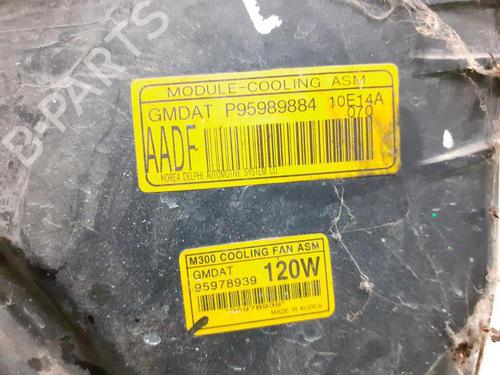 B-PARTS
MODULE-COOLING ASM
GMDAT P95989884 10E14A
070
AADF
KOREA DELPHI AUTOMOTIVE SYSTEM CO
M300 COOLING FAN ASM
GMDAT 120W
95978939
*95978939*
MADE IN KOREA